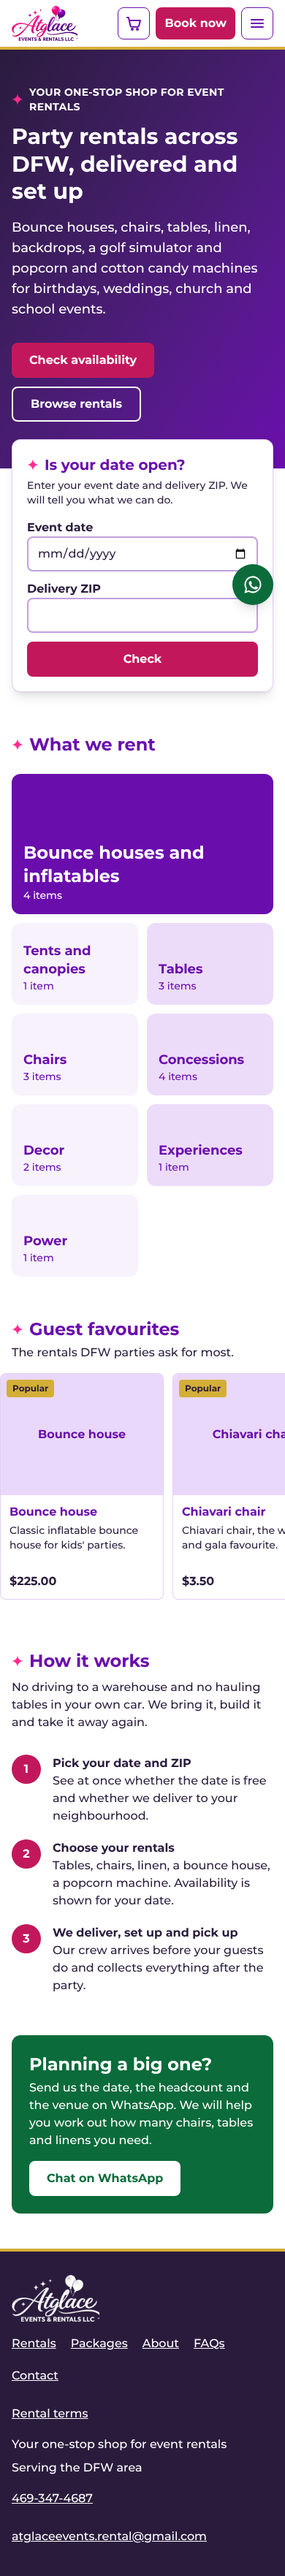 Atglace
EVENTS & RENTALS LLC
Book now
YOUR ONE-STOP SHOP FOR EVENT
RENTALS
Party rentals across
DFW, delivered and
set up
Bounce houses, chairs, tables, linen,
backdrops, a golf simulator and
popcorn and cotton candy machines
for birthdays, weddings, church and
school events.
Check availability
Browse rentals
Is your date open?
Enter your event date and delivery ZIP. We
will tell you what we can do.
Event date
mm/dd/yyyy
Delivery ZIP
Check
What we rent
Bounce houses and
inflatables
4 items
Tents and
canopies
1 item
Tables
3 items
Chairs
3 items
Concessions
4 items
Decor
2 items
Experiences
1 item
Power
1 item
Guest favourites
The rentals DFW parties ask for most.
Popular
Bounce house
Bounce house
Classic inflatable bounce
house for kids' parties.
$225.00
Popular
Chiavari cha
Chiavari chair
Chiavari chair, the w
and gala favourite.
$3.50
How it works
No driving to a warehouse and no hauling
tables in your own car. We bring it, build it
and take it away again.
1
Pick your date and ZIP
See at once whether the date is free
and whether we deliver to your
neighbourhood.
2
Choose your rentals
Tables, chairs, linen, a bounce house,
a popcorn machine. Availability is
shown for your date.
3
We deliver, set up and pick up
Our crew arrives before your guests
do and collects everything after the
party.
Planning a big one?
Send us the date, the headcount and
the venue on WhatsApp. We will help
you work out how many chairs, tables
and linens you need.
Chat on WhatsApp
Atglace
EVENTS & RENTALS LLC
Rentals Packages About FAQs
Contact
Rental terms
Your one-stop shop for event rentals
Serving the DFW area
469-347-4687
atglaceevents.rental@gmail.com